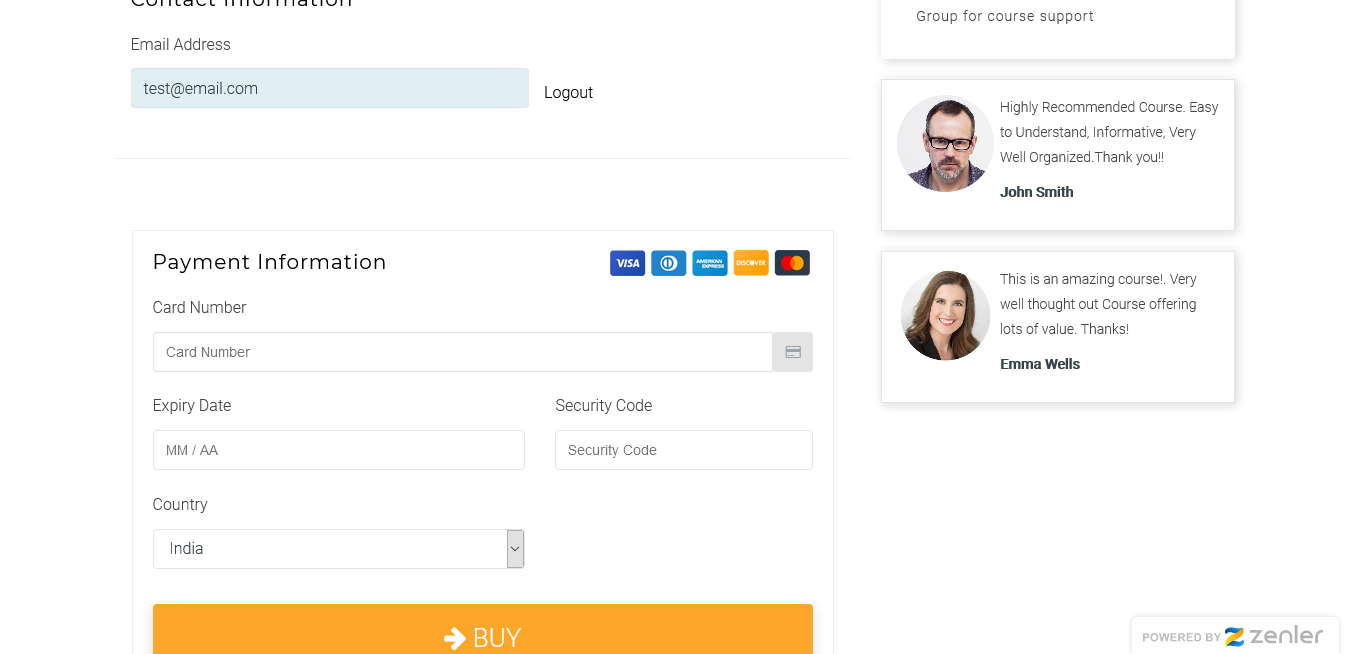 Contact Information
Email Address
test@email.com
Logout
Payment Information
VISA
AMERICAN EXPRESS
DISCOVER
Card Number
Card Number
Expiry Date
Security Code
MM / AA
Security Code
Country
India
BUY
Group for course support
Highly Recommended Course. Easy
to Understand, Informative, Very
Well Organized.Thank you!!
John Smith
This is an amazing course!. Very
well thought out Course offering
lots of value. Thanks!
Emma Wells
POWERED BY zenler